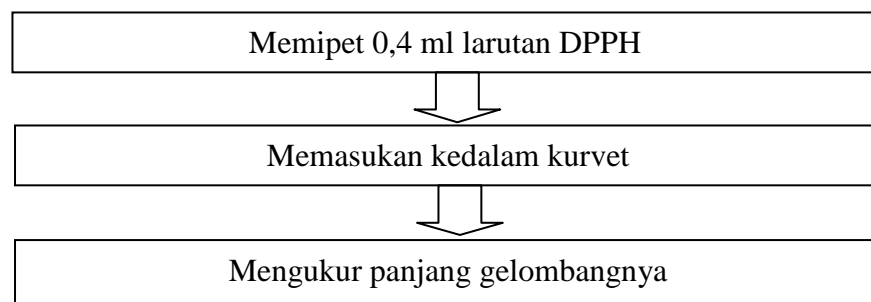 Memipet 0,4 ml larutan DPPH
Memasukan kedalam kurvet
Mengukur panjang gelombangnya